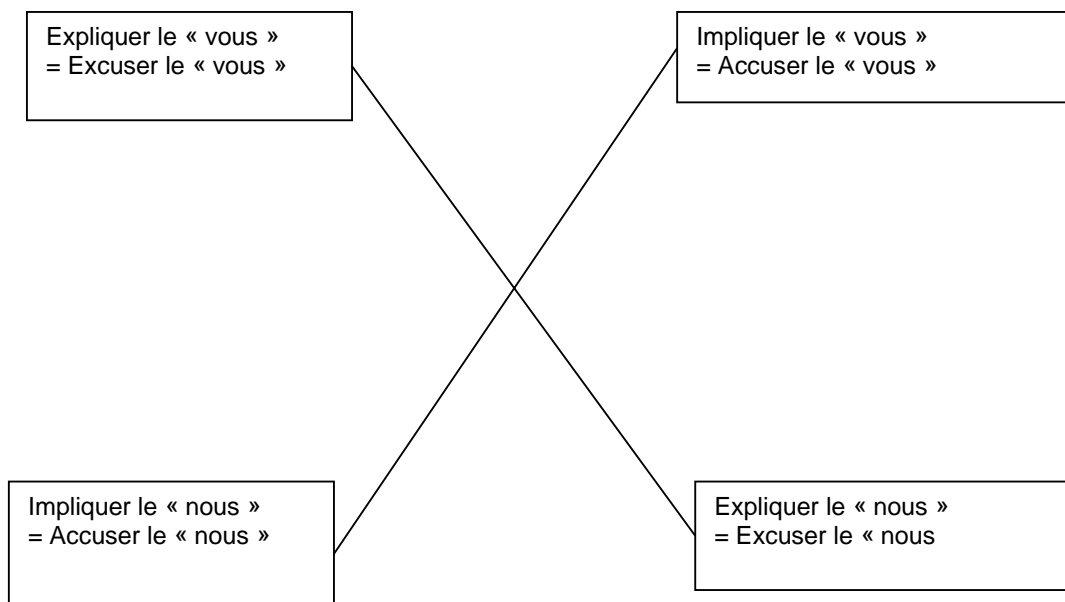 Expliquer le « vous »
= Excuser le « vous »
Impliquer le « vous »
= Accuser le « vous »
Impliquer le « nous »
= Accuser le « nous »
Expliquer le « nous »
= Excuser le « nous